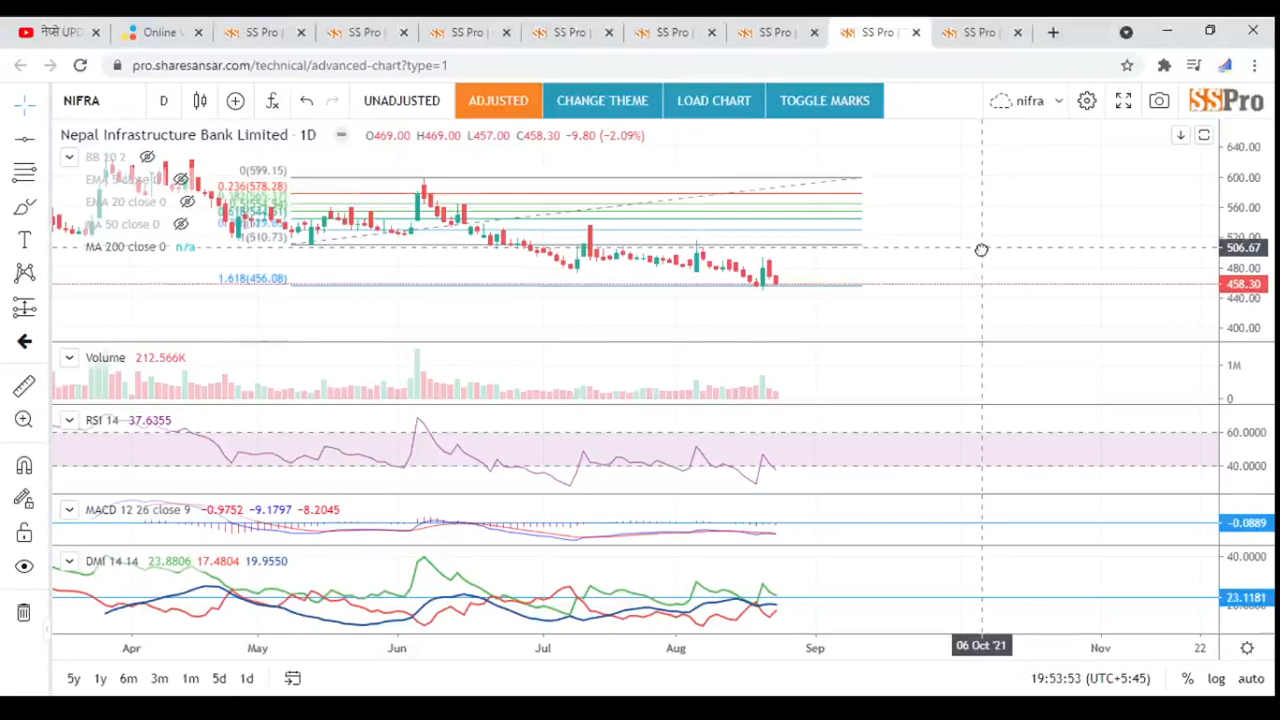 नेप्से UPD
Online v
SS Pro |
SS Pro |
SS Pro |
SS Pro |
SS Pro |
SS Pro |
SS Pro |
SS Pro |
pro.sharesansar.com/technical/advanced-chart?type=1
NIFRA D UNADJUSTED ADJUSTED CHANGE THEME LOAD CHART TOGGLE MARKS nifra SSPro
Nepal Infrastructure Bank Limited · 1D O469.00 H469.00 L457.00 C458.30 −9.80 (−2.09%)
BB 20 2
EMA 5 close 0
EMA 20 close 0
MA 50 close 0
MA 200 close 0 n/a
0(599.15)
0.236(578.28)
1(510.73)
1.618(456.08)
640.00
600.00
560.00
520.00
506.67
480.00
458.30
440.00
400.00
Volume 212.566K
1M
0
RSI 14 37.6355
60.0000
40.0000
MACD 12 26 close 9 −0.9752 −9.1797 −8.2045
−0.0889
DMI 14 14 23.8806 17.4804 19.9550
40.0000
23.1181
Apr May Jun Jul Aug Sep 06 Oct '21 Nov 22
5y 1y 6m 3m 1m 5d 1d 19:53:53 (UTC+5:45) % log auto